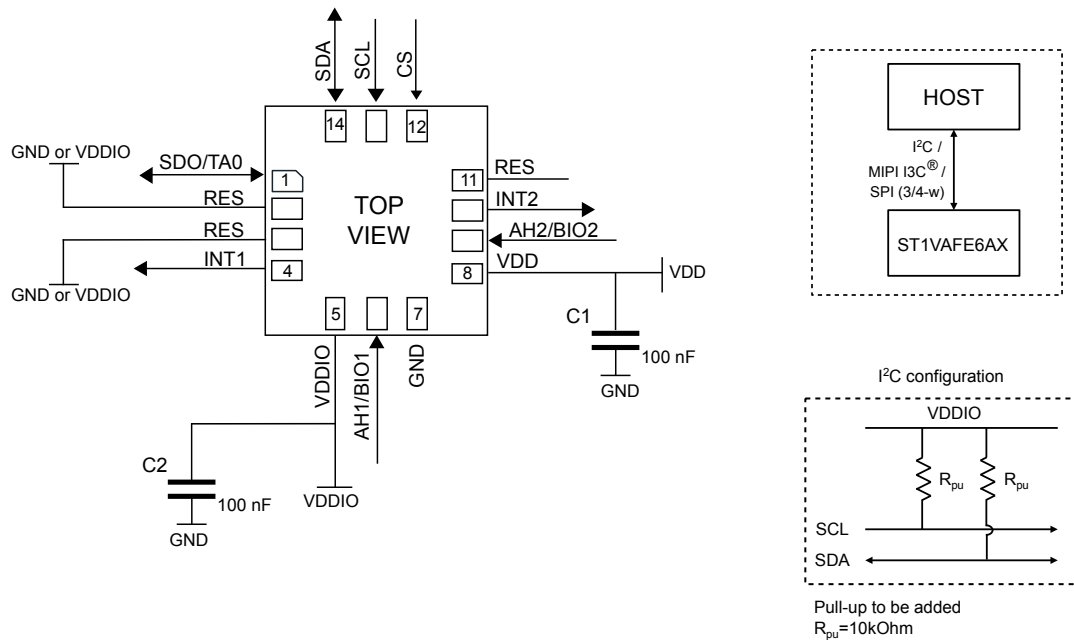 SDA
SCL
CS
14
12
GND or VDDIO
SDO/TA0
1
RES
RES
INT1
4
GND or VDDIO
TOP
VIEW
11
RES
INT2
AH2/BIO2
VDD
8
VDD
5
7
VDDIO
AH1/BIO1
GND
C1
100 nF
GND
C2
100 nF
GND
VDDIO
HOST
I²C /
MIPI I3C® /
SPI (3/4-w)
ST1VAFE6AX
I²C configuration
VDDIO
Rpu
Rpu
SCL
SDA
Pull-up to be added
Rpu=10kOhm